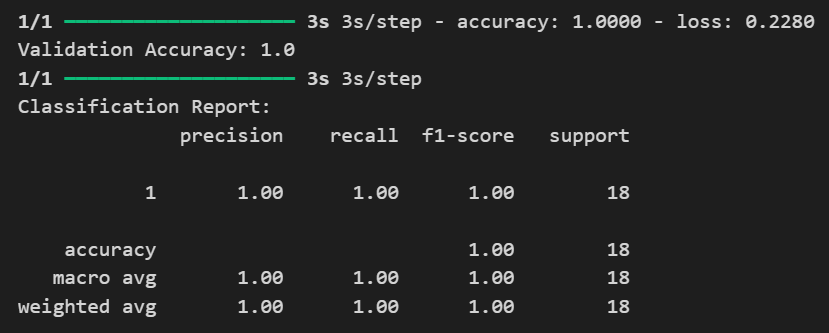 1/1 ━━━━━━━━━━━━━━━━━━━━ 3s 3s/step - accuracy: 1.0000 - loss: 0.2280
Validation Accuracy: 1.0
1/1 ━━━━━━━━━━━━━━━━━━━━ 3s 3s/step
Classification Report:
              precision    recall  f1-score   support

           1       1.00      1.00      1.00        18

    accuracy                           1.00        18
   macro avg       1.00      1.00      1.00        18
weighted avg       1.00      1.00      1.00        18